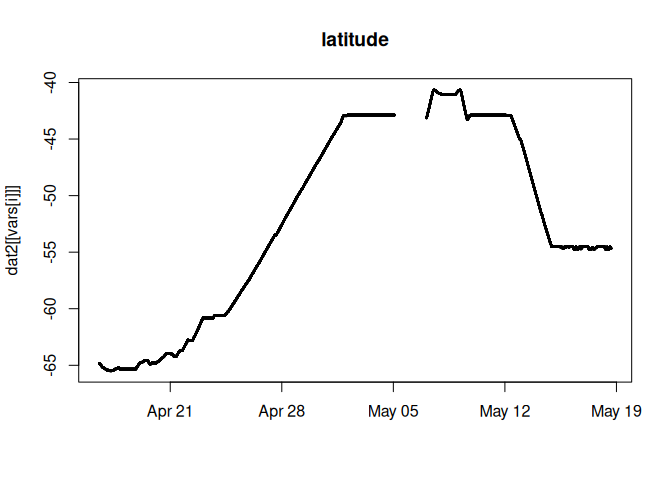 latitude
dat2[[vars[i]]]
-40
-45
-50
-55
-60
-65
Apr 21
Apr 28
May 05
May 12
May 19